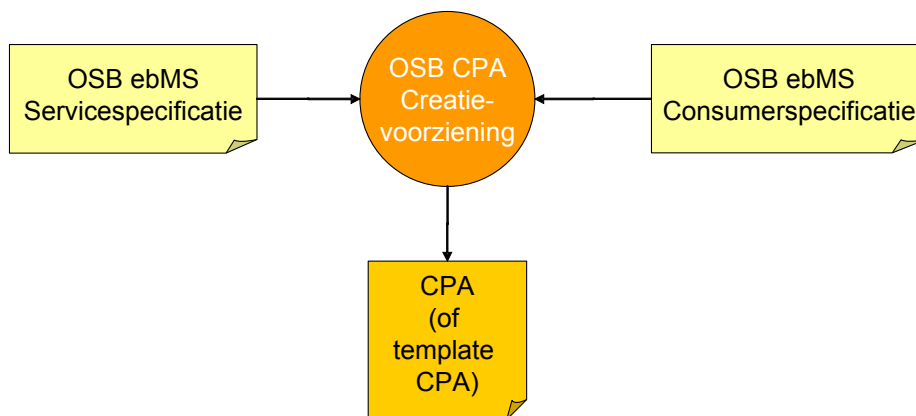 OSB ebMS
Servicespecificatie
OSB CPA
Creatie-
voorziening
OSB ebMS
Consumerspecificatie
CPA
(of
template
CPA)